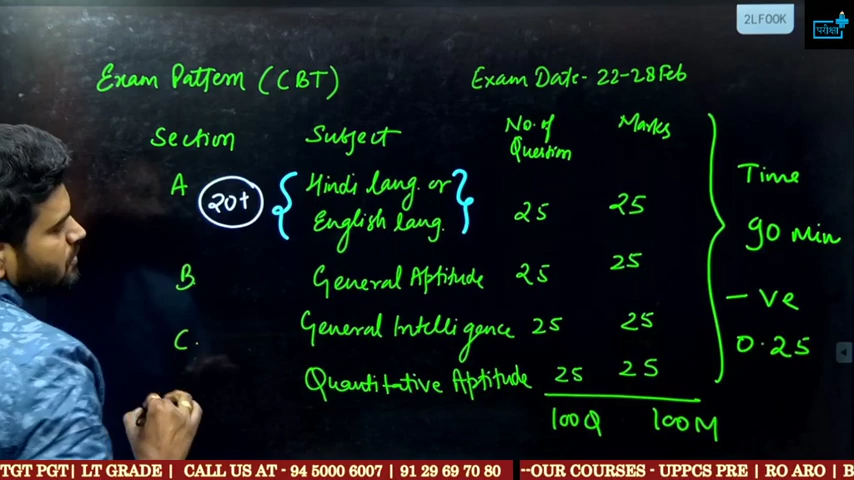 2LFOOK
परीक्षा
Exam Pattern (CBT)
Exam Date - 22-28 Feb
Section
Subject
No. of
Question
Marks
A
20+
Hindi lang. or
English lang.
25
25
B
General Aptitude
25
25
C.
General Intelligence
25
25
Quantitative Aptitude
25
25
100Q
100M
Time
90 Min
-ve
0.25
TGT PGT| LT GRADE | CALL US AT - 94 5000 6007 | 91 29 69 70 80
--OUR COURSES - UPPCS PRE | RO ARO | B